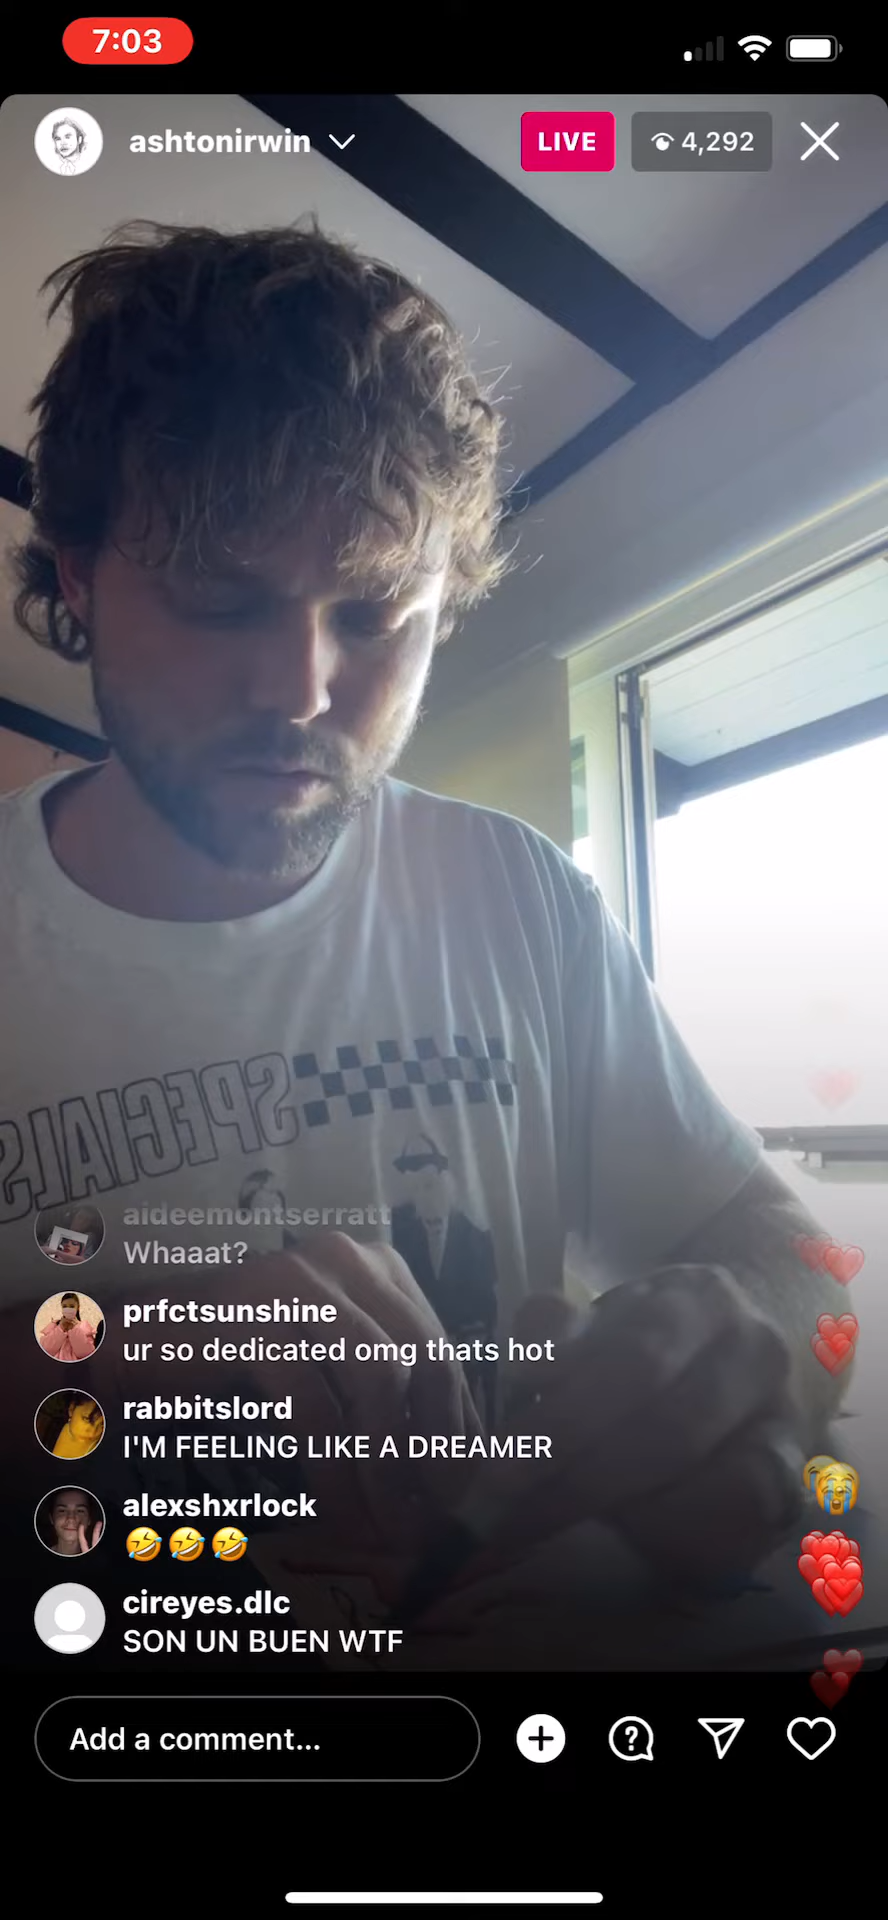 7:03
ashtonirwin
LIVE
4,292
SPECIALS
aideemontserratt
Whaaat?
prfctsunshine
ur so dedicated omg thats hot
rabbitslord
I'M FEELING LIKE A DREAMER
alexshxrlock
🤣🤣🤣
cireyes.dlc
SON UN BUEN WTF
Add a comment...